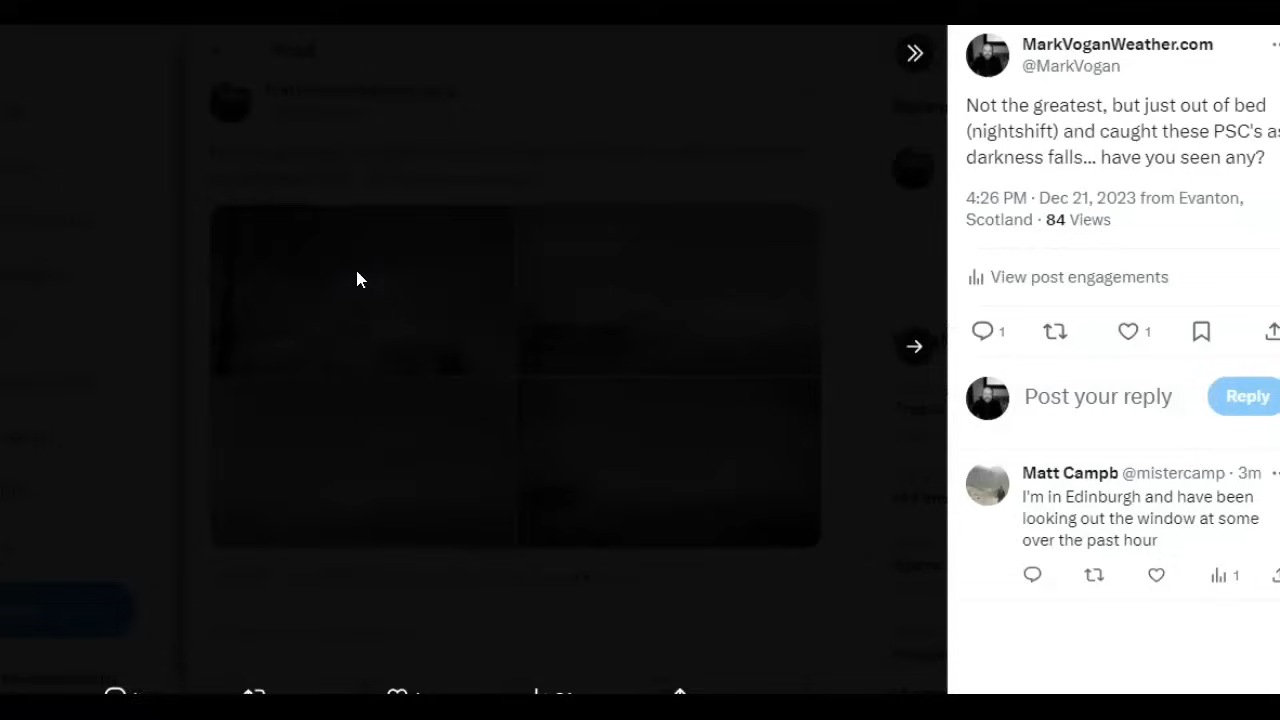 MarkVoganWeather.com
@MarkVogan
Not the greatest, but just out of bed
(nightshift) and caught these PSC's as
darkness falls... have you seen any?
4:26 PM · Dec 21, 2023 from Evanton,
Scotland · 84 Views
View post engagements
1
1
Post your reply
Reply
Matt Campb @mistercamp · 3m
I'm in Edinburgh and have been
looking out the window at some
over the past hour
1